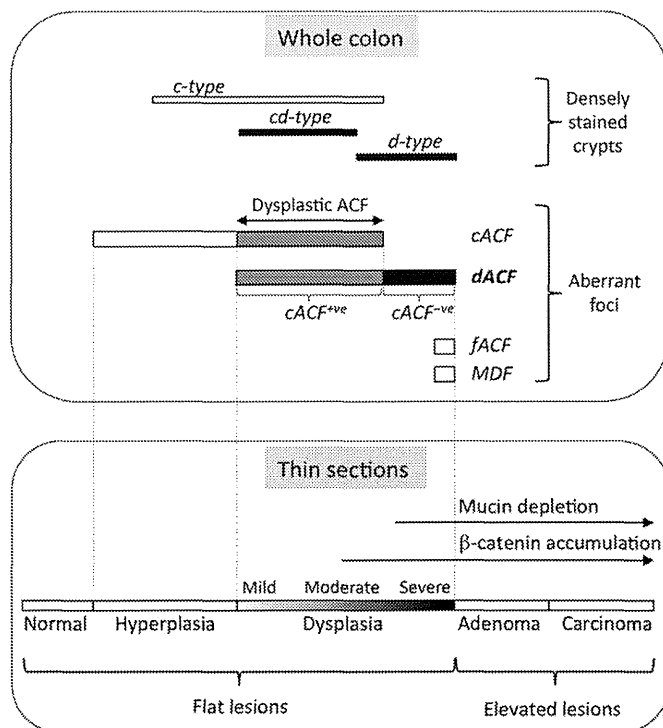 Whole colon
c-type
cd-type
d-type
Densely
stained
crypts
Dysplastic ACF
cACF
dACF
cACF+ve
cACF–ve
fACF
MDF
Aberrant
foci
Thin sections
Mucin depletion
β-catenin accumulation
Mild Moderate Severe
Normal Hyperplasia Dysplasia Adenoma Carcinoma
Flat lesions Elevated lesions